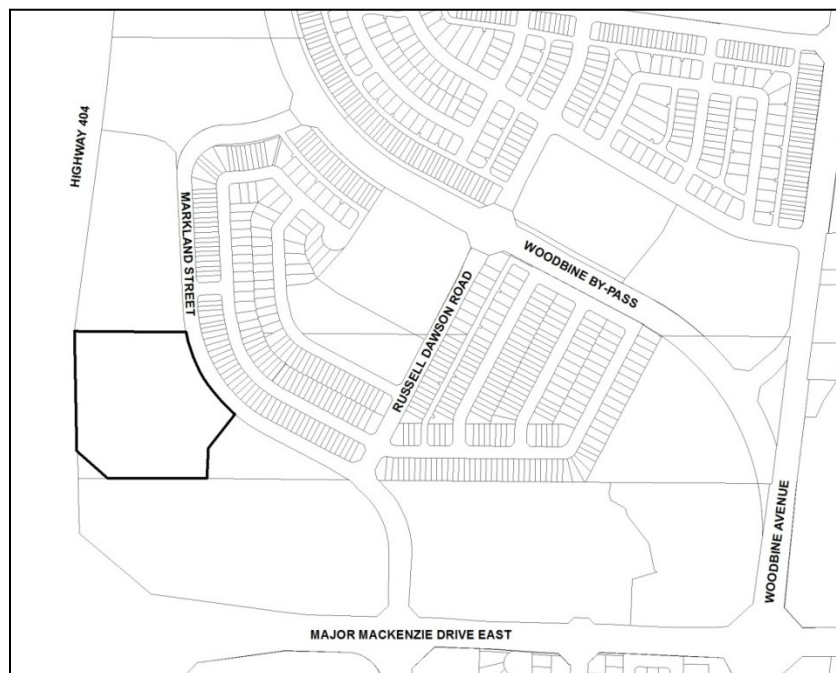 HIGHWAY 404
MARKLAND STREET
WOODBINE BY-PASS
RUSSELL DAWSON ROAD
WOODBINE AVENUE
MAJOR MACKENZIE DRIVE EAST